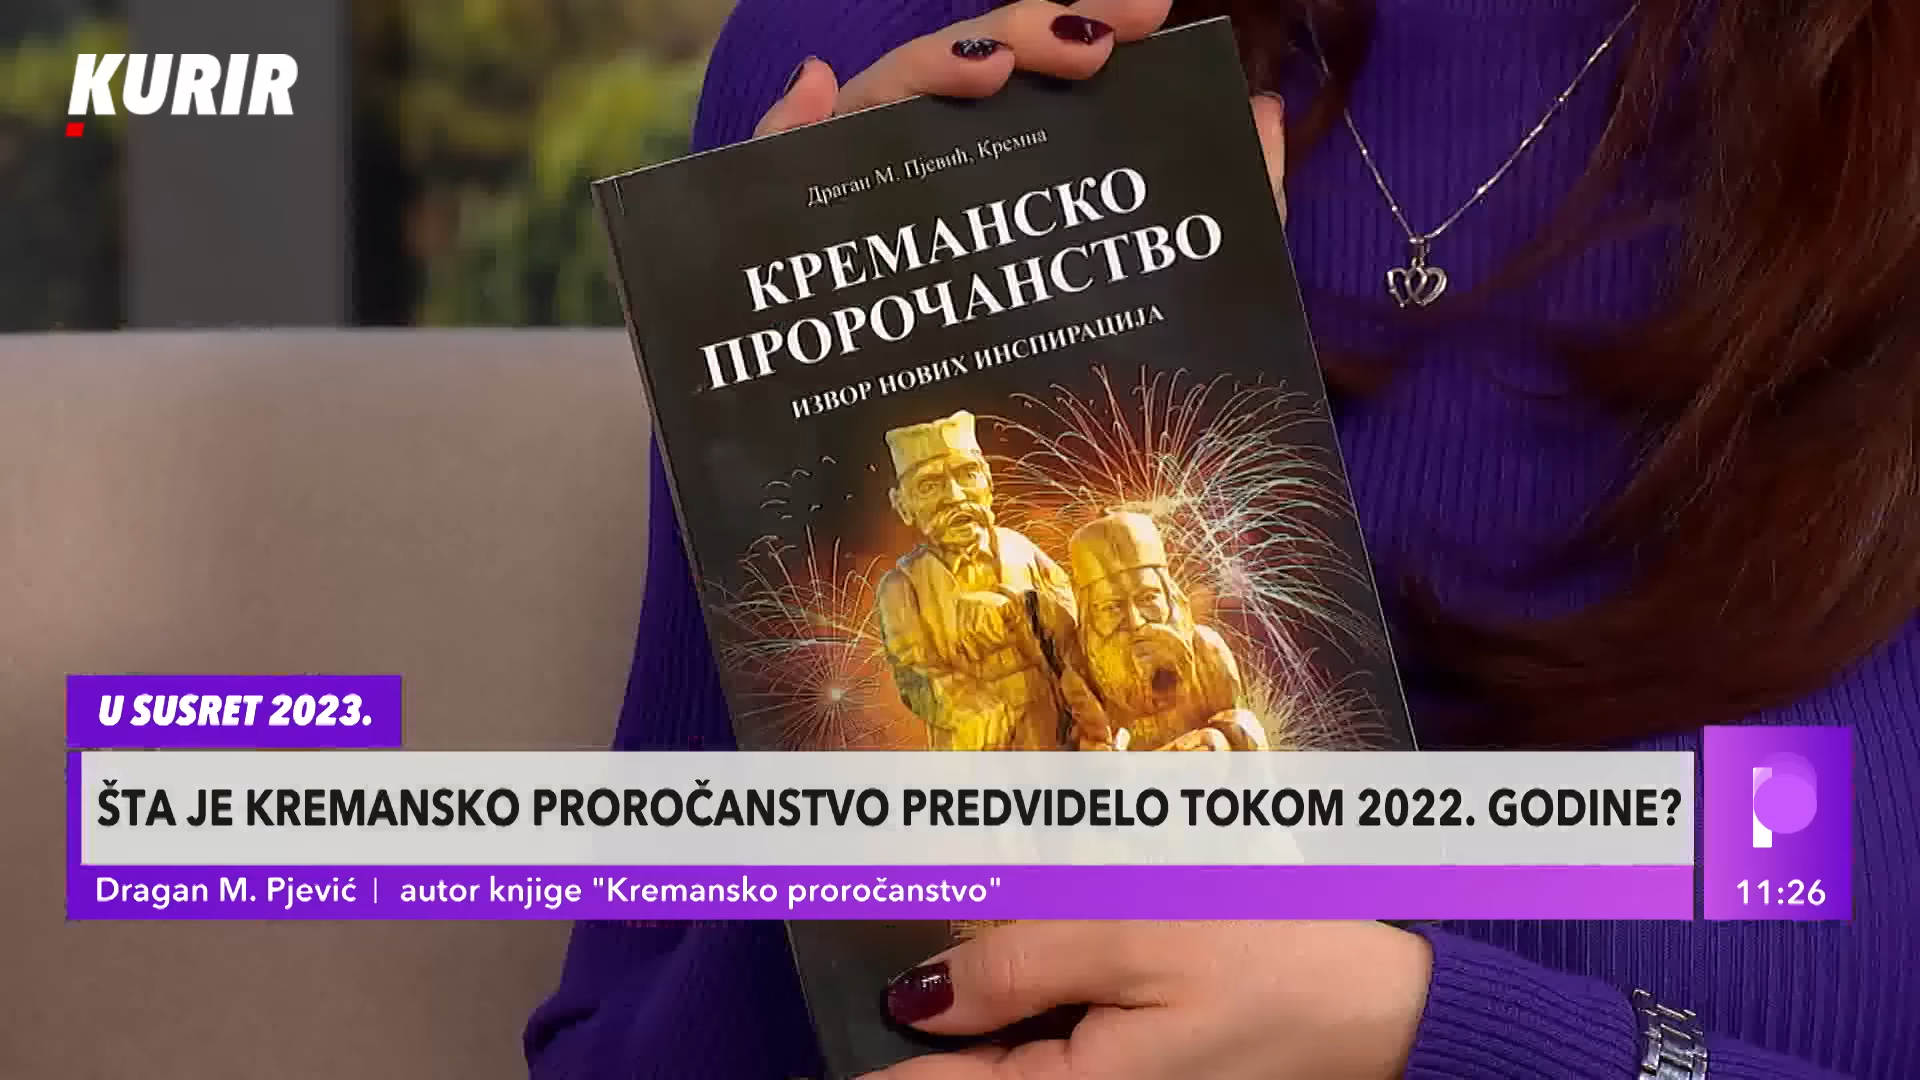 KURIR
Драган М. Пјевић, Кремна
КРЕМАНСКО
ПРОРОЧАНСТВО
ИЗВОР НОВИХ ИНСПИРАЦИЈА
U SUSRET 2023.
ŠTA JE KREMANSKO PROROČANSTVO PREDVIDELO TOKOM 2022. GODINE?
Dragan M. Pjević | autor knjige "Kremansko proročanstvo"
11:26